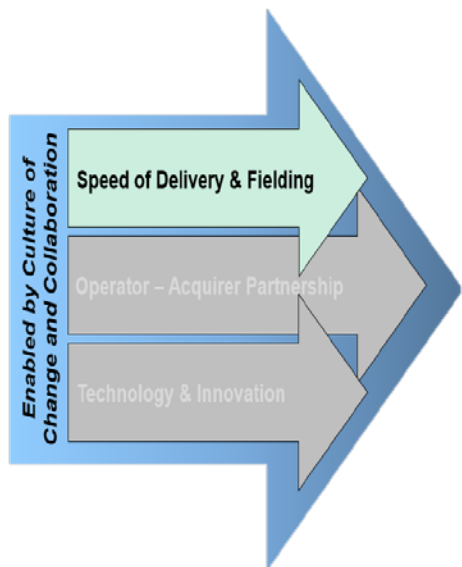 Enabled by Culture of
Change and Collaboration
Speed of Delivery & Fielding
Operator – Acquirer Partnership
Technology & Innovation